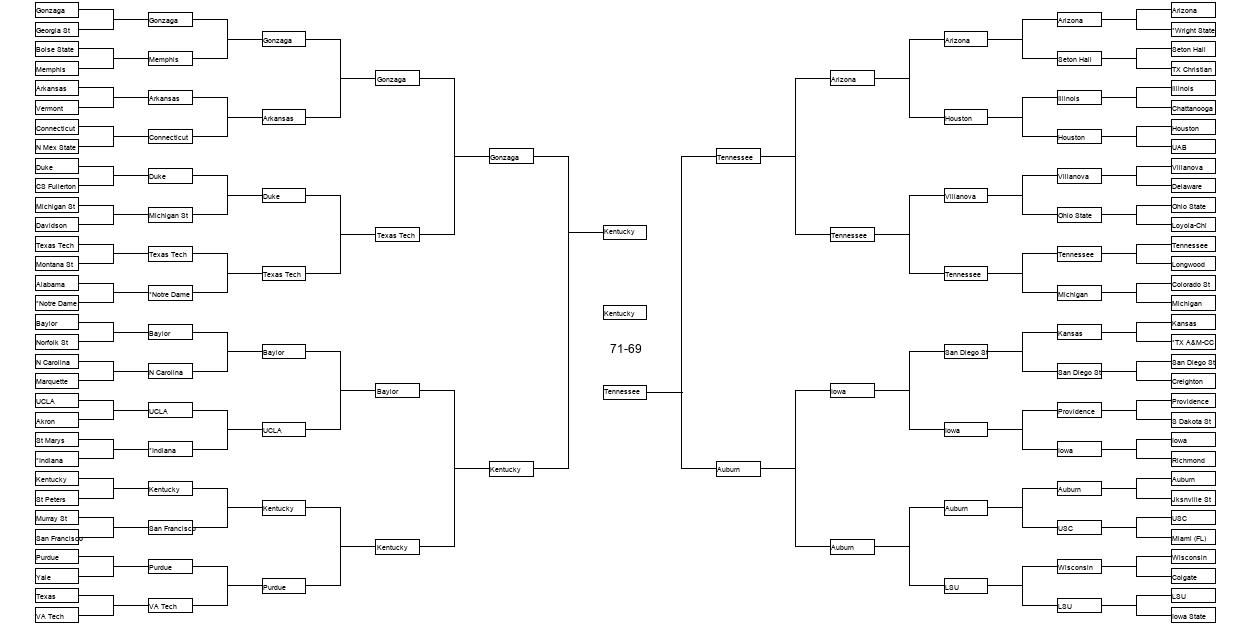 Gonzaga
Georgia St
Boise State
Memphis
Arkansas
Vermont
Connecticut
N Mex State
Duke
CS Fullerton
Michigan St
Davidson
Texas Tech
Montana St
Alabama
*Notre Dame
Baylor
Norfolk St
N Carolina
Marquette
UCLA
Akron
St Marys
*Indiana
Kentucky
St Peters
Murray St
San Francisco
Purdue
Yale
Texas
VA Tech
Gonzaga
Memphis
Arkansas
Connecticut
Duke
Michigan St
Texas Tech
*Notre Dame
Baylor
N Carolina
UCLA
*Indiana
Kentucky
San Francisco
Purdue
VA Tech
Gonzaga
Arkansas
Duke
Texas Tech
Baylor
UCLA
Kentucky
Purdue
Gonzaga
Texas Tech
Baylor
Kentucky
Gonzaga
Kentucky
Kentucky
Kentucky
71-69
Tennessee
Tennessee
Auburn
Arizona
Tennessee
Iowa
Auburn
Arizona
Houston
Villanova
Tennessee
San Diego St
Iowa
Auburn
LSU
Arizona
Seton Hall
Illinois
Houston
Villanova
Ohio State
Tennessee
Michigan
Kansas
San Diego St
Providence
Iowa
Auburn
USC
Wisconsin
LSU
Arizona
*Wright State
Seton Hall
TX Christian
Illinois
Chattanooga
Houston
UAB
Villanova
Delaware
Ohio State
Loyola-Chi
Tennessee
Longwood
Colorado St
Michigan
Kansas
*TX A&M-CC
San Diego St
Creighton
Providence
S Dakota St
Iowa
Richmond
Auburn
Jksnville St
USC
Miami (FL)
Wisconsin
Colgate
LSU
Iowa State